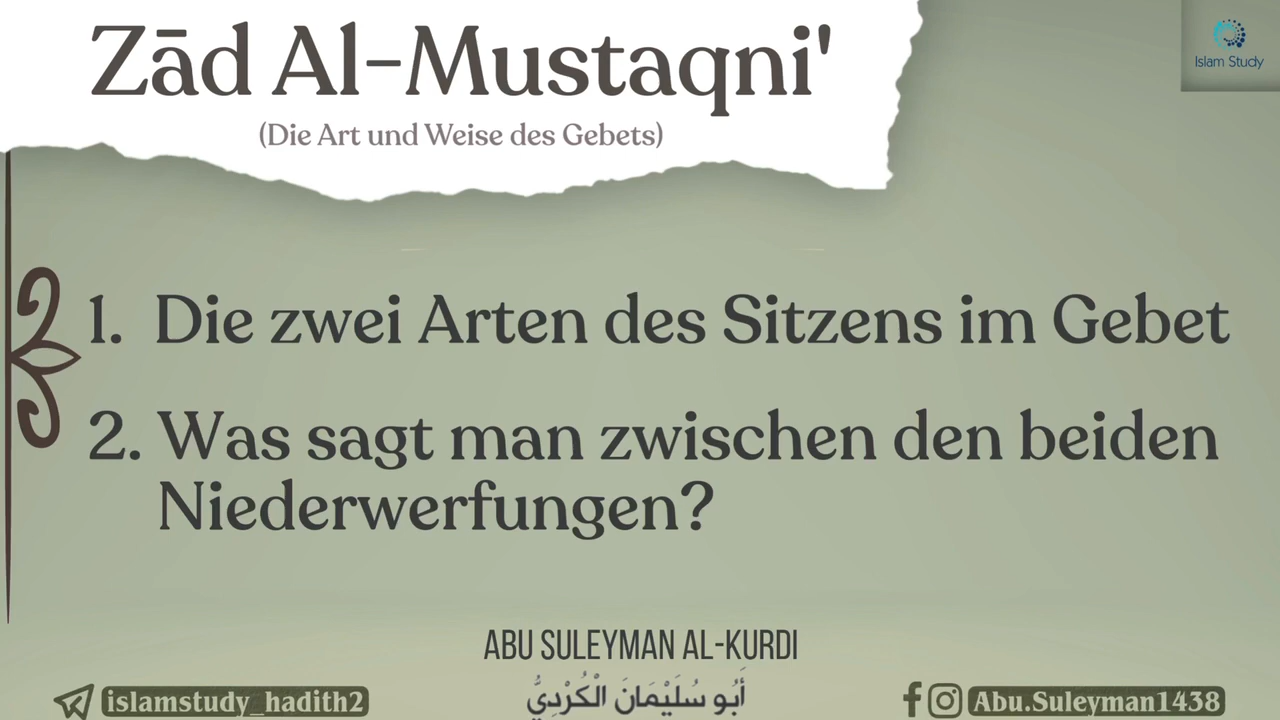 Zād Al-Mustaqni'
(Die Art und Weise des Gebets)
Islam Study
1. Die zwei Arten des Sitzens im Gebet
2. Was sagt man zwischen den beiden
Niederwerfungen?
ABU SULEYMAN AL-KURDI
أَبُو سُلَيْمَانَ الْكُرْدِيُّ
islamstudy_hadith2
Abu.Suleyman1438